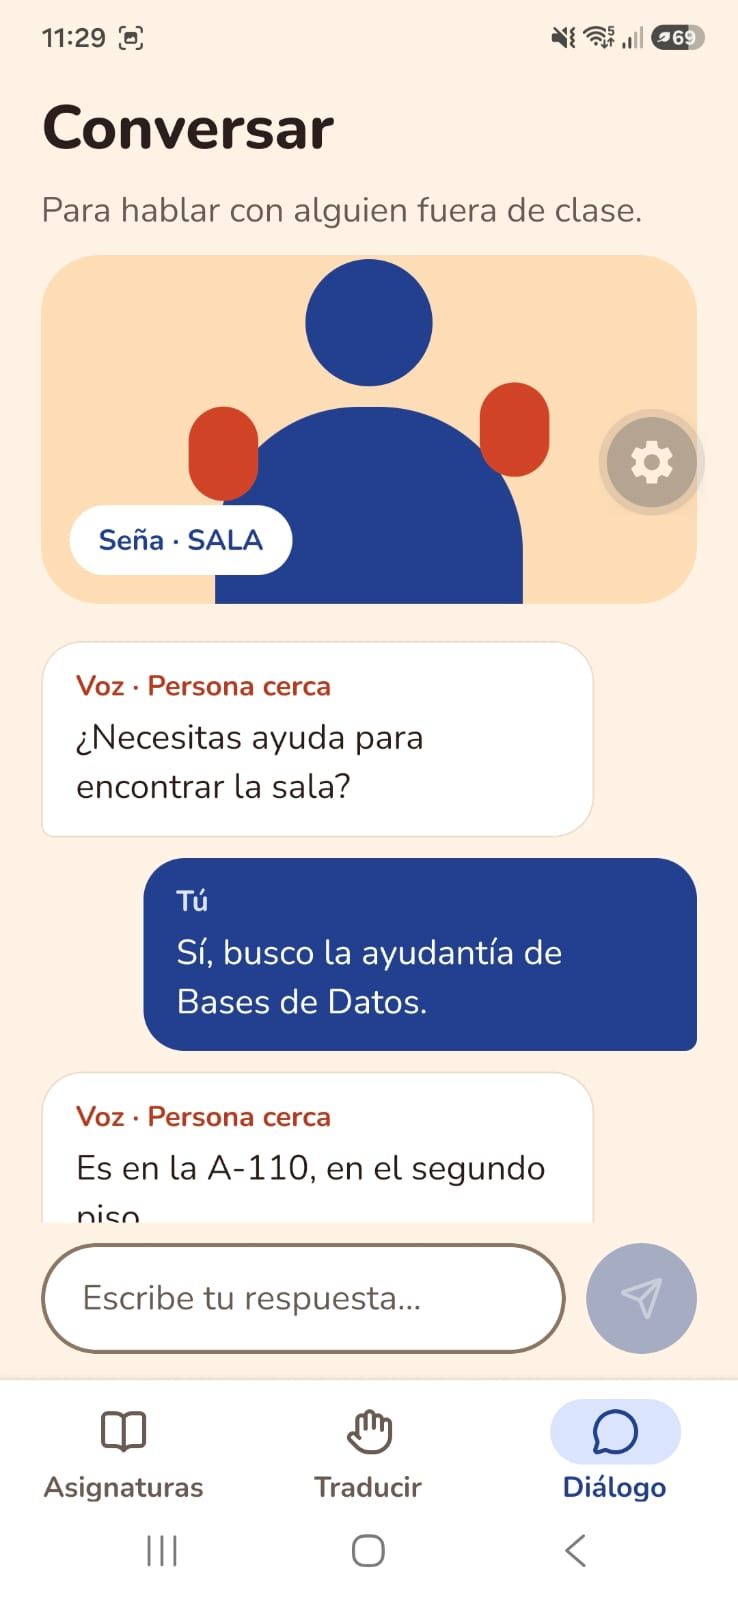 11:29
5
69
Conversar
Para hablar con alguien fuera de clase.
Seña · SALA
Voz · Persona cerca
¿Necesitas ayuda para
encontrar la sala?
Tú
Sí, busco la ayudantía de
Bases de Datos.
Voz · Persona cerca
Es en la A-110, en el segundo
piso
Escribe tu respuesta...
Asignaturas
Traducir
Diálogo